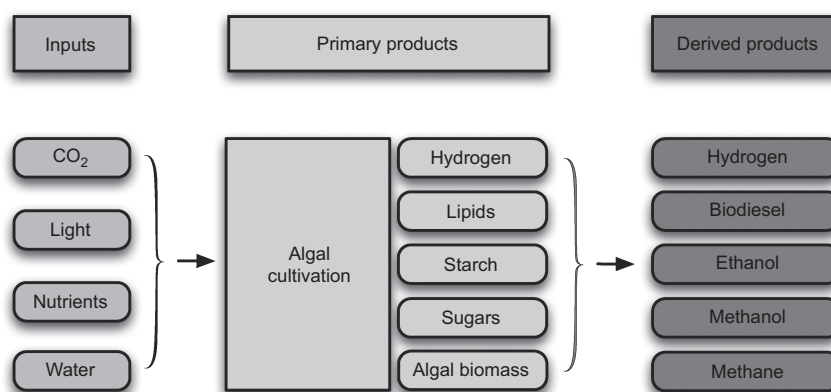 Inputs
Primary products
Derived products
CO₂
Light
Nutrients
Water
Algal
cultivation
Hydrogen
Lipids
Starch
Sugars
Algal biomass
Hydrogen
Biodiesel
Ethanol
Methanol
Methane